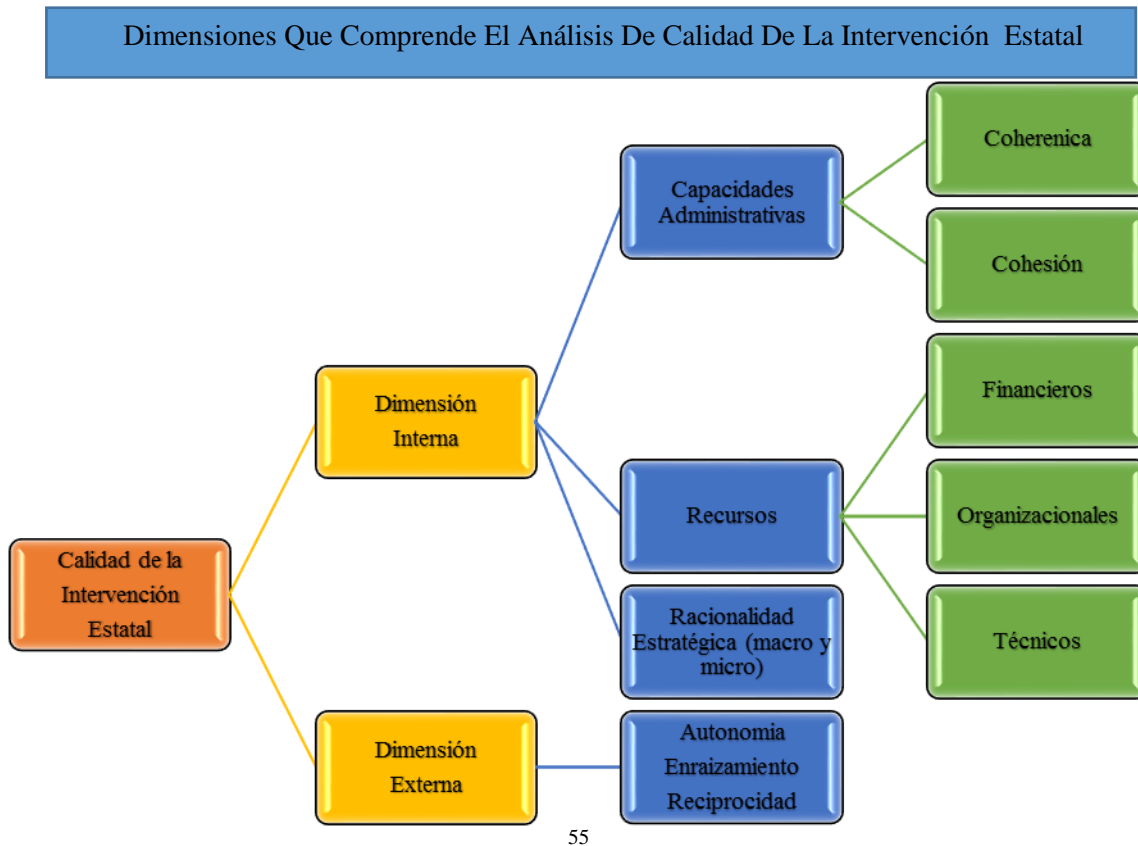 Dimensiones Que Comprende El Análisis De Calidad De La Intervención Estatal
Calidad de la
Intervención
Estatal
Dimensión
Interna
Dimensión
Externa
Capacidades
Administrativas
Recursos
Racionalidad
Estratégica (macro y
micro)
Autonomia
Enraizamiento
Reciprocidad
Coherenica
Cohesión
Financieros
Organizacionales
Técnicos
55